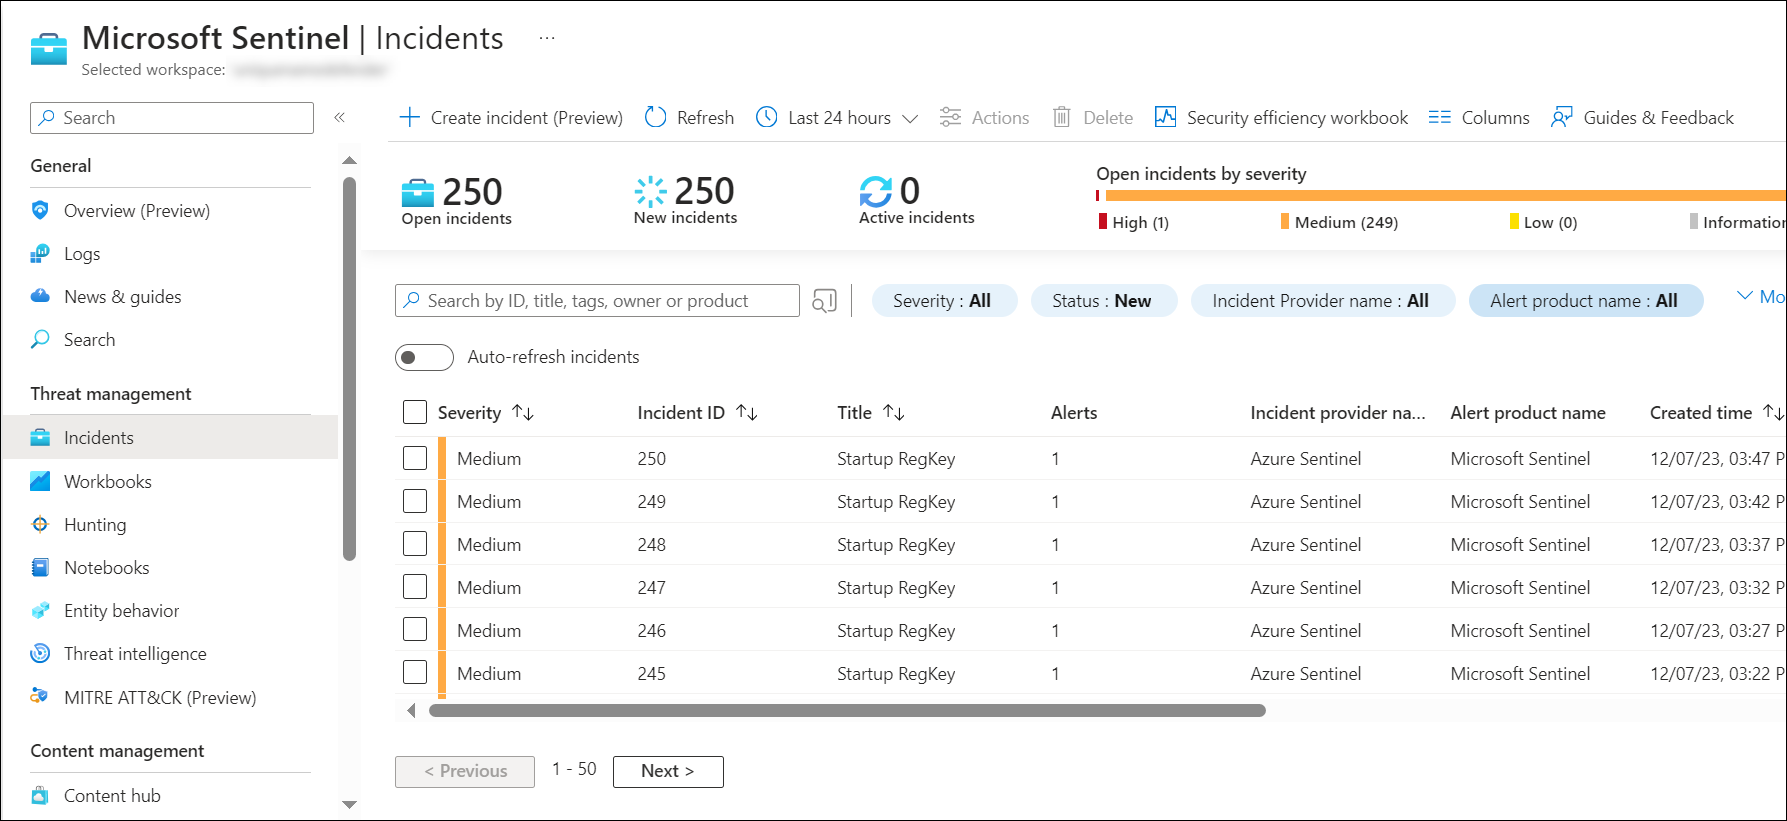 Microsoft Sentinel | Incidents ...
Selected workspace:
Search «
General
Overview (Preview)
Logs
News & guides
Search
Threat management
Incidents
Workbooks
Hunting
Notebooks
Entity behavior
Threat intelligence
MITRE ATT&CK (Preview)
Content management
Content hub
Create incident (Preview) Refresh Last 24 hours Actions Delete Security efficiency workbook Columns Guides & Feedback
250 Open incidents
250 New incidents
0 Active incidents
Open incidents by severity
High (1) Medium (249) Low (0) Information
Search by ID, title, tags, owner or product Severity : All Status : New Incident Provider name : All Alert product name : All Mo
Auto-refresh incidents
Severity ↑↓ Incident ID ↑↓ Title ↑↓ Alerts Incident provider na... Alert product name Created time ↑↓
Medium 250 Startup RegKey 1 Azure Sentinel Microsoft Sentinel 12/07/23, 03:47 P
Medium 249 Startup RegKey 1 Azure Sentinel Microsoft Sentinel 12/07/23, 03:42 P
Medium 248 Startup RegKey 1 Azure Sentinel Microsoft Sentinel 12/07/23, 03:37 P
Medium 247 Startup RegKey 1 Azure Sentinel Microsoft Sentinel 12/07/23, 03:32 P
Medium 246 Startup RegKey 1 Azure Sentinel Microsoft Sentinel 12/07/23, 03:27 P
Medium 245 Startup RegKey 1 Azure Sentinel Microsoft Sentinel 12/07/23, 03:22 P
< Previous 1 - 50 Next >